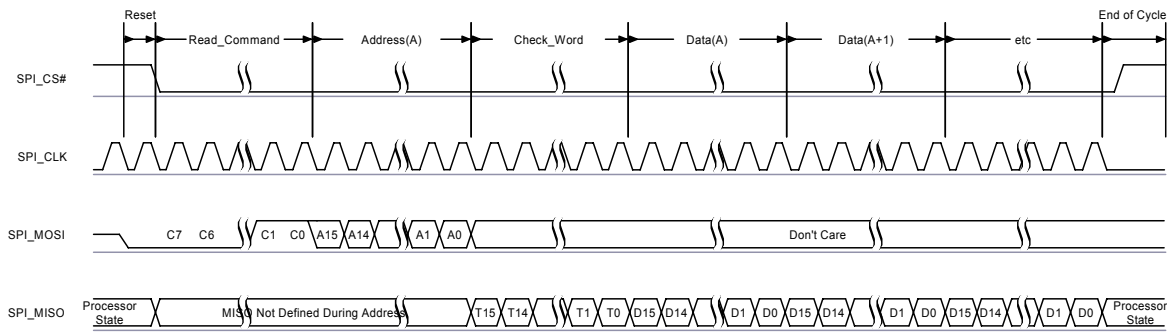 Reset
End of Cycle
Read_Command
Address(A)
Check_Word
Data(A)
Data(A+1)
etc
SPI_CS#
SPI_CLK
SPI_MOSI
C7 C6 C1 C0 A15 A14 A1 A0 Don't Care
SPI_MISO
Processor
State
MISO Not Defined During Address
T15 T14 T1 T0 D15 D14 D1 D0 D15 D14 D1 D0 D15 D14 D1 D0
Processor
State